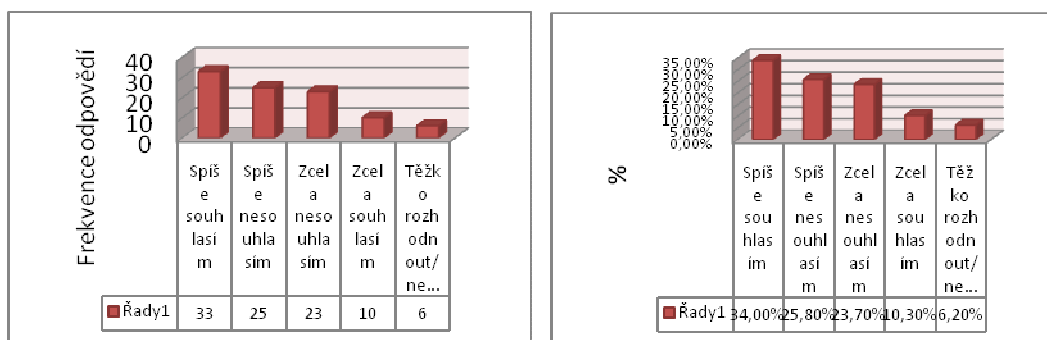 Frekvence odpovědí
40
30
20
10
0
Spíš
e
souh
lasí
m
Spíš
e
neso
uhla
sím
Zcel
a
neso
uhla
sím
Zcel
a
souh
lasím
Těžk
o
rozh
odno
out/
ne...
Řady1 33 25 23 10 6
%
35,00%
30,00%
25,00%
20,00%
15,00%
10,00%
5,00%
0,00%
Spíš
e
sou
hlas
ím
Spíš
e
nes
ouhl
así
m
Zcel
a
nes
ouhl
así
m
Zcel
a
sou
hlas
ím
Těž
ko
rozh
odn
out/
ne...
Řady1 34,00% 25,80% 23,70% 10,30% 6,20%